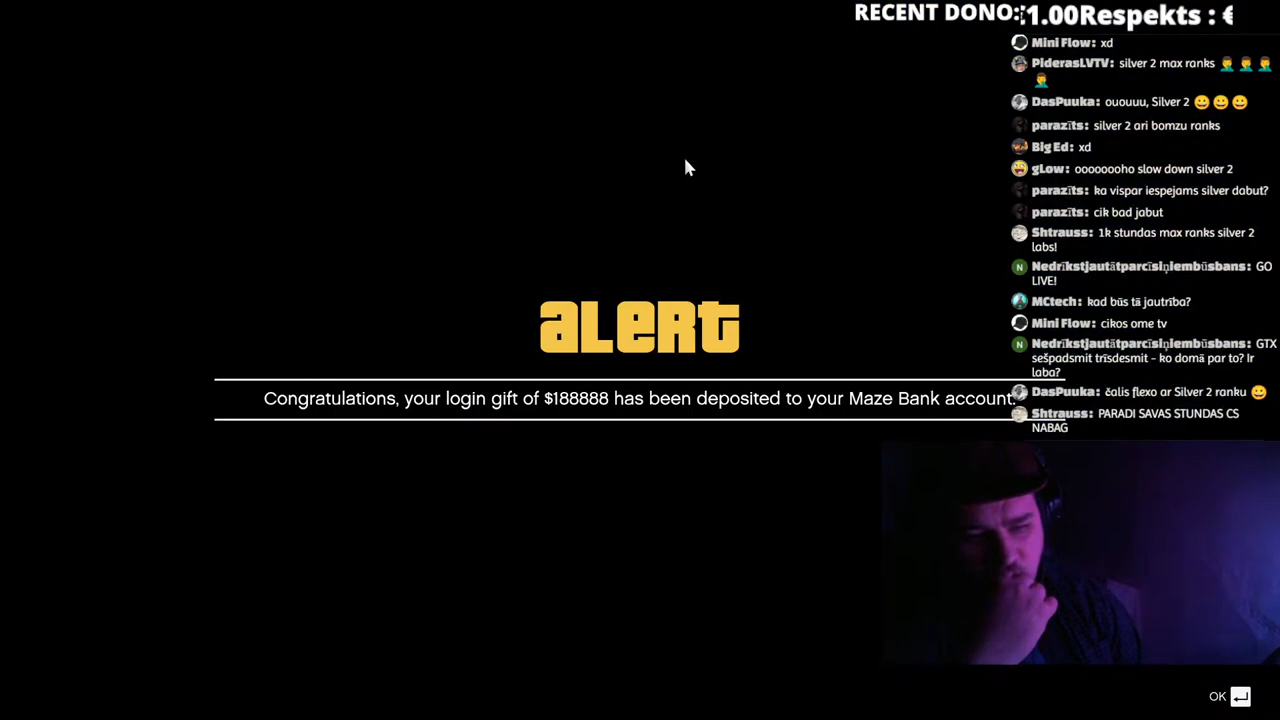 RECENT DONO:
1.00Respekts : €
Mini Flow: xd
PiderasLVTV: silver 2 max ranks 🤦‍♂️ 🤦‍♂️ 🤦‍♂️
🤦‍♂️
DasPuuka: ououuu, Silver 2 😀 😀 😀
parazīts: silver 2 ari bomzu ranks
Big Ed: xd
gLow: oooooooho slow down silver 2
parazīts: ka vispar iespejams silver dabut?
parazīts: cik bad jabut
Shtrauss: 1k stundas max ranks silver 2
labs!
N Nedrīkstjautātparcīsiņiembūsbans: GO
LIVE!
MCtech: kad būs tā jautrība?
Mini Flow: cikos ome tv
N Nedrīkstjautātparcīsiņiembūsbans: GTX
sešpadsmit trīsdesmit - ko domā par to? Ir
laba?
DasPuuka: čalis flexo ar Silver 2 ranku 😀
Shtrauss: PARADI SAVAS STUNDAS CS
NABAG
aLeRt
Congratulations, your login gift of $188888 has been deposited to your Maze Bank account.
OK